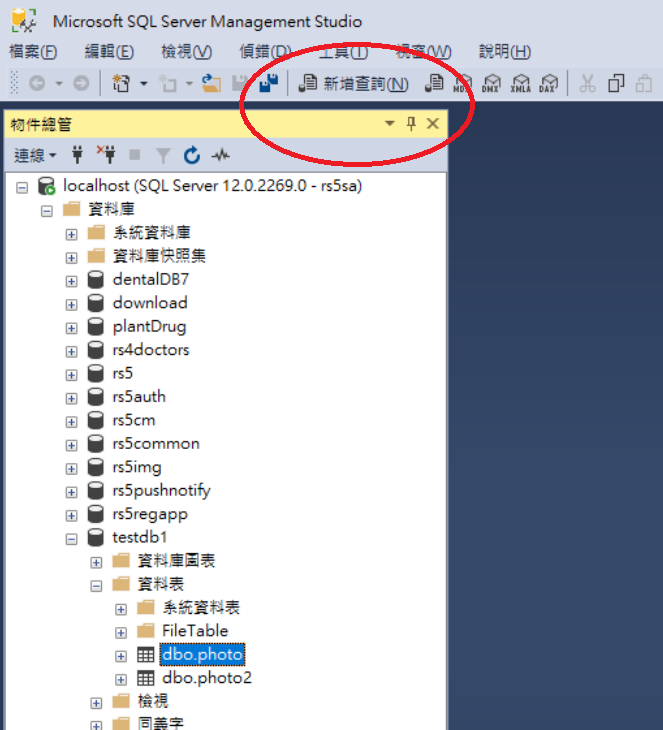 Microsoft SQL Server Management Studio
檔案(F) 編輯(E) 檢視(V) 偵錯(D) 工具(T) 視窗(W) 說明(H)
新增查詢(N) MDX DMX XMLA DAX
物件總管
連線
localhost (SQL Server 12.0.2269.0 - rs5sa)
資料庫
系統資料庫
資料庫快照集
dentalDB7
download
plantDrug
rs4doctors
rs5
rs5auth
rs5cm
rs5common
rs5img
rs5pushnotify
rs5regapp
testdb1
資料庫圖表
資料表
系統資料表
FileTable
dbo.photo
dbo.photo2
檢視
同義字